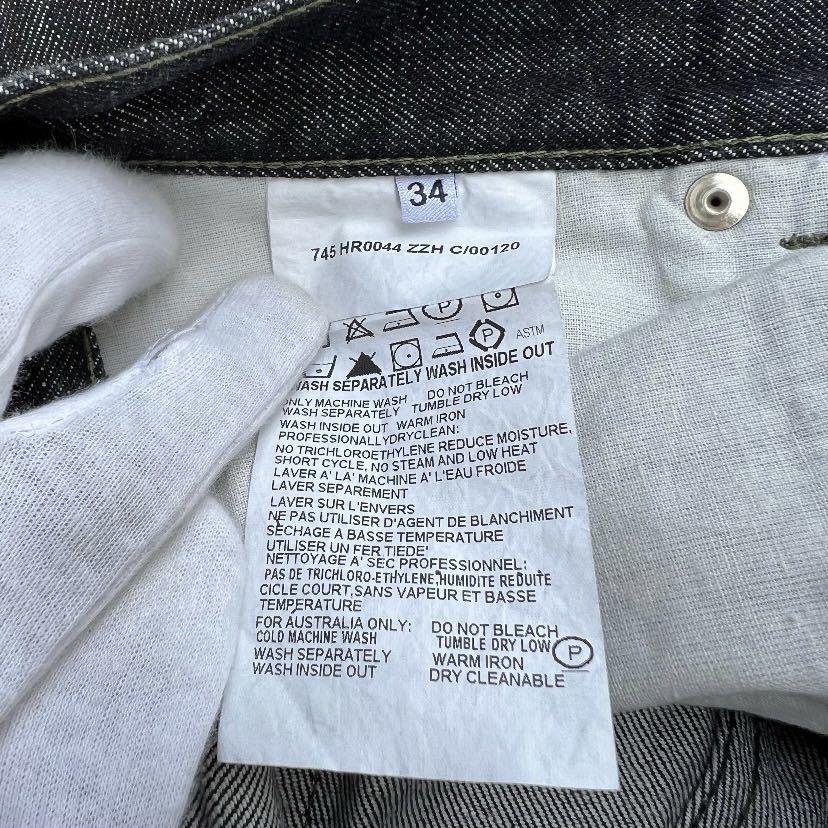 34
745 HR0044 ZZH C/00120
P
P ASTM
WASH SEPARATELY WASH INSIDE OUT
ONLY MACHINE WASH DO NOT BLEACH
WASH SEPARATELY TUMBLE DRY LOW
WASH INSIDE OUT WARM IRON
PROFESSIONALLYDRYCLEAN:
NO TRICHLOROETHYLENE REDUCE MOISTURE,
SHORT CYCLE, NO STEAM AND LOW HEAT
LAVER A' LA' MACHINE A' L'EAU FROIDE
LAVER SEPAREMENT
LAVER SUR L'ENVERS
NE PAS UTILISER D'AGENT DE BLANCHIMENT
SECHAGE A BASSE TEMPERATURE
UTILISER UN FER TIEDE'
NETTOYAGE A' SEC PROFESSIONNEL:
PAS DE TRICHLORO-ETHYLENE,HUMIDITE REDUITE
CICLE COURT,SANS VAPEUR ET BASSE
TEMPERATURE
FOR AUSTRALIA ONLY: DO NOT BLEACH
COLD MACHINE WASH TUMBLE DRY LOW P
WASH SEPARATELY WARM IRON
WASH INSIDE OUT DRY CLEANABLE